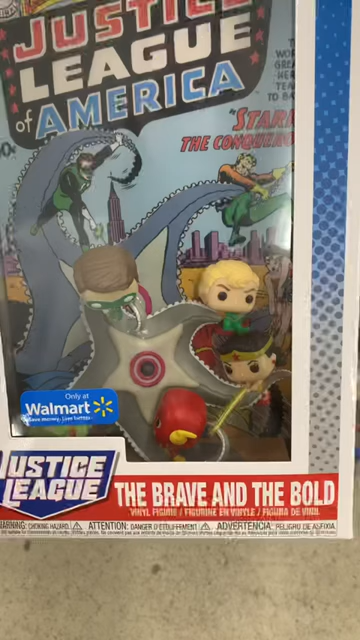 JUSTICE
LEAGUE
of AMERICA
"STAR
THE CONQUEROR
Only at
Walmart
Save money. Live better.
JUSTICE
LEAGUE
THE BRAVE AND THE BOLD
VINYL FIGURE / FIGURINE EN VINYLE / FIGURA DE VINIL
WARNING: CHOKING HAZARD. ATTENTION: DANGER D'ÉTOUFFEMENT ADVERTENCIA: PELIGRO DE ASFIXIA.